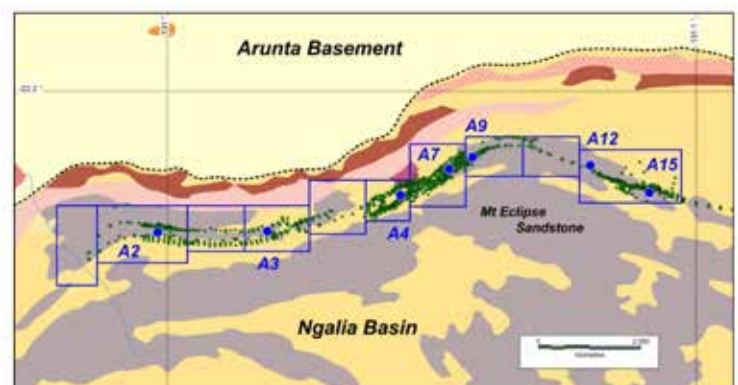 Arunta Basement
A7
A9
A12
A15
A2
A3
A4
Mt Eclipse
Sandstone
Ngalia Basin